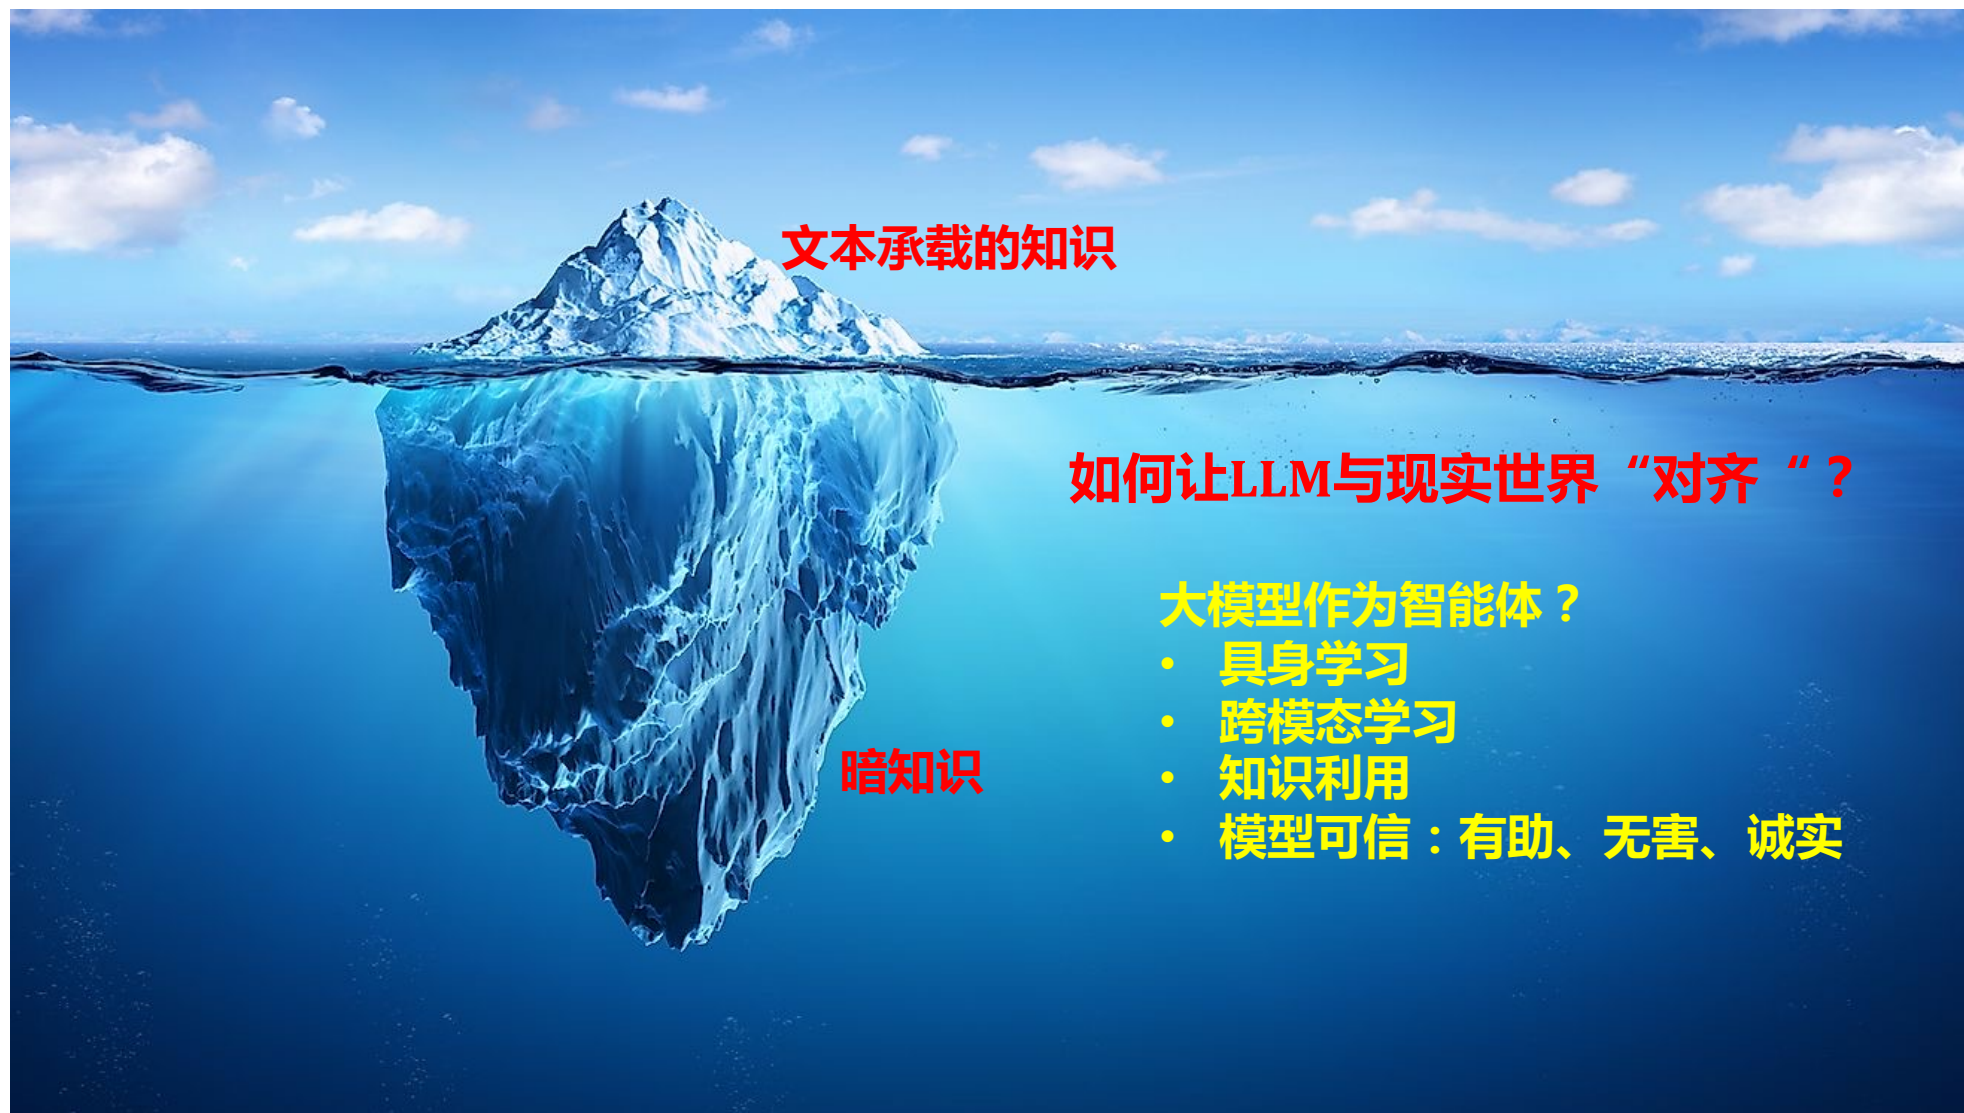 文本承载的知识
如何让LLM与现实世界“对齐“？
大模型作为智能体？
• 具身学习
• 跨模态学习
暗知识
• 知识利用
• 模型可信：有助、无害、诚实